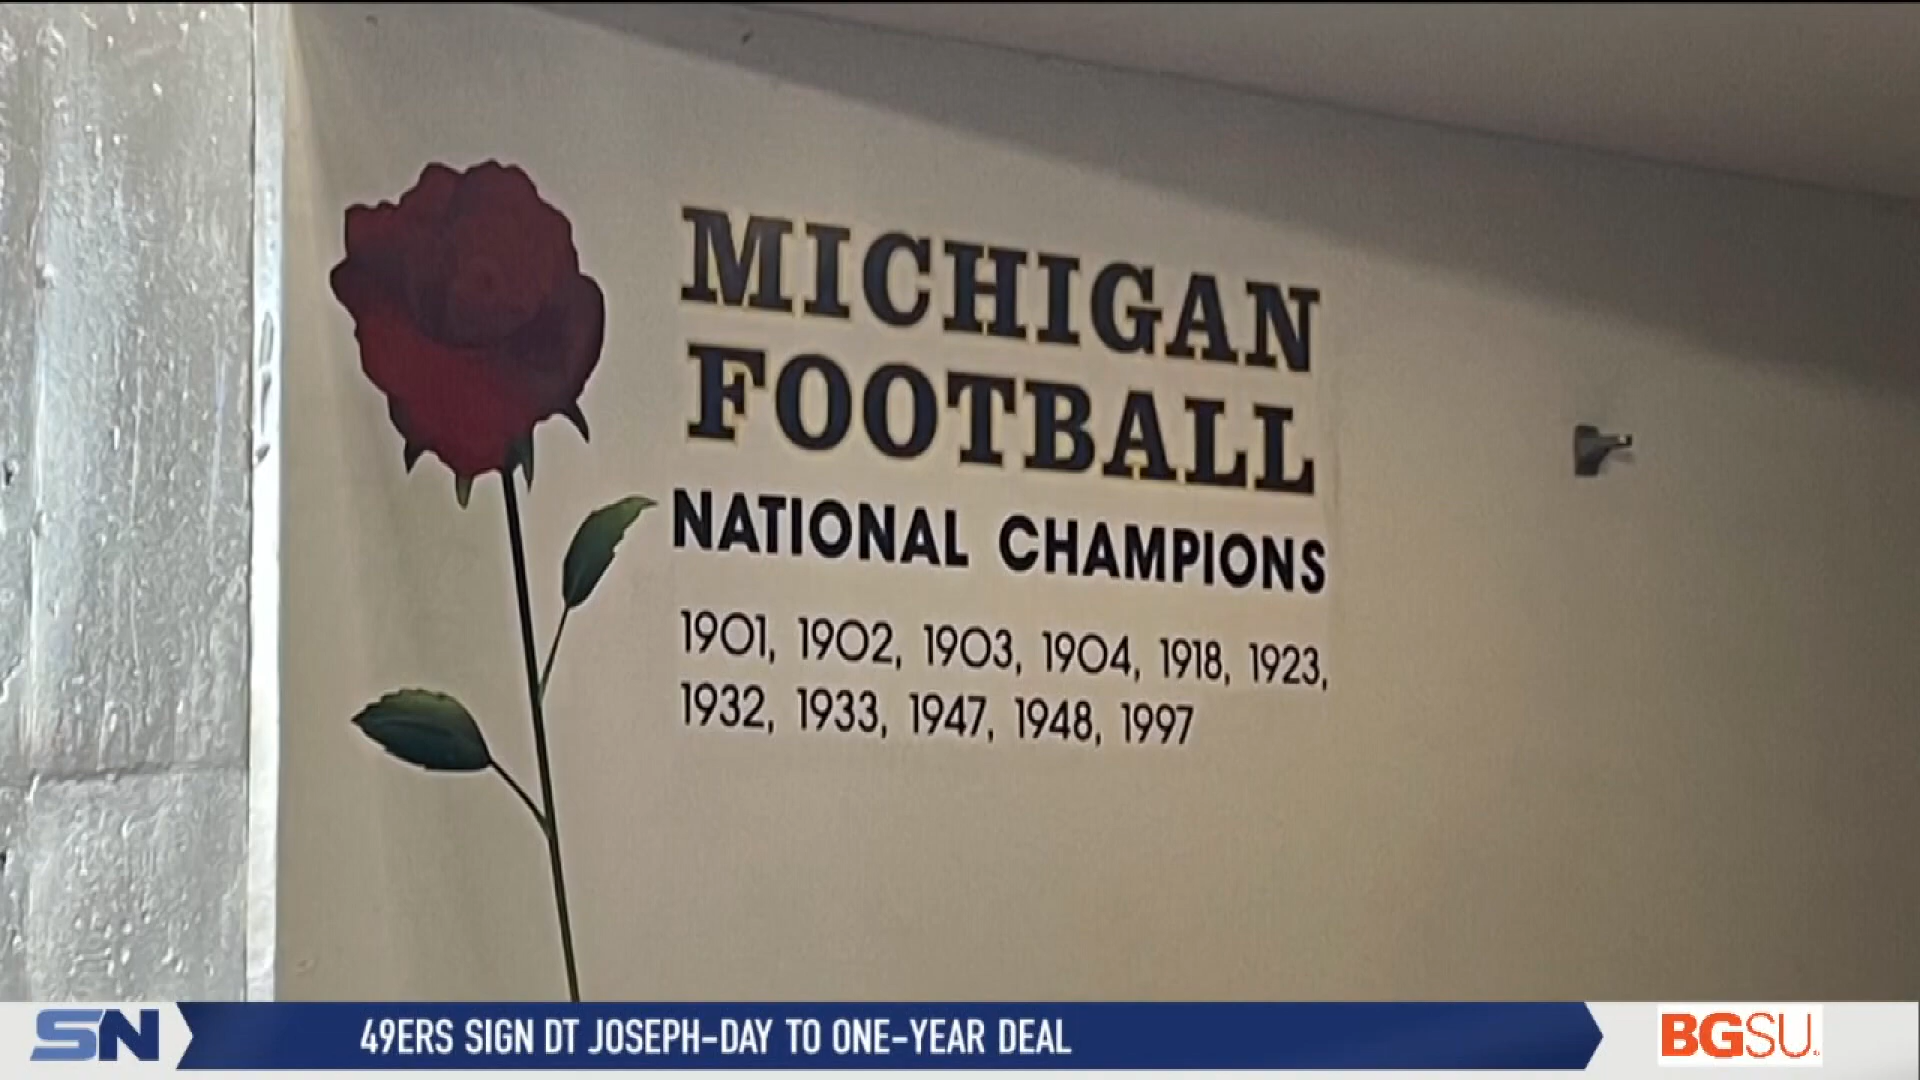 MICHIGAN
FOOTBALL
NATIONAL CHAMPIONS
1901, 1902, 1903, 1904, 1918, 1923,
1932, 1933, 1947, 1948, 1997
SN
49ERS SIGN DT JOSEPH-DAY TO ONE-YEAR DEAL
BGSU